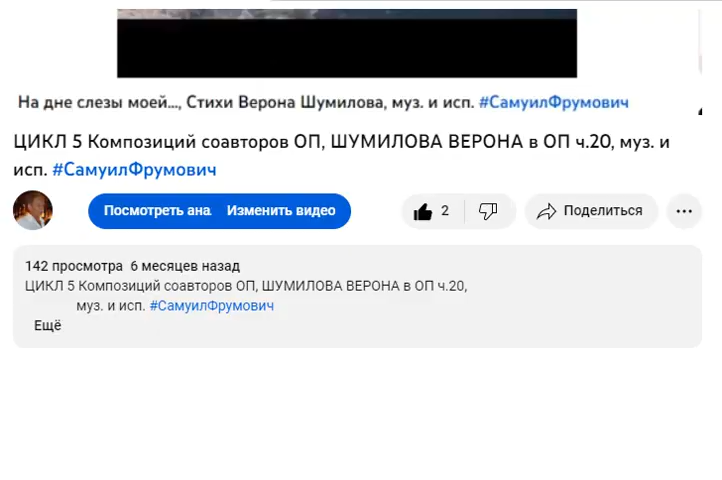 На дне слезы моей..., Стихи Верона Шумилова, муз. и исп. #СамуилФрумович
ЦИКЛ 5 Композиций соавторов ОП, ШУМИЛОВА ВЕРОНА в ОП ч.20, муз. и
исп. #СамуилФрумович
Посмотреть ана. Изменить видео 2 Поделиться
142 просмотра 6 месяцев назад
ЦИКЛ 5 Композиций соавторов ОП, ШУМИЛОВА ВЕРОНА в ОП ч.20,
муз. и исп. #СамуилФрумович
Ещё